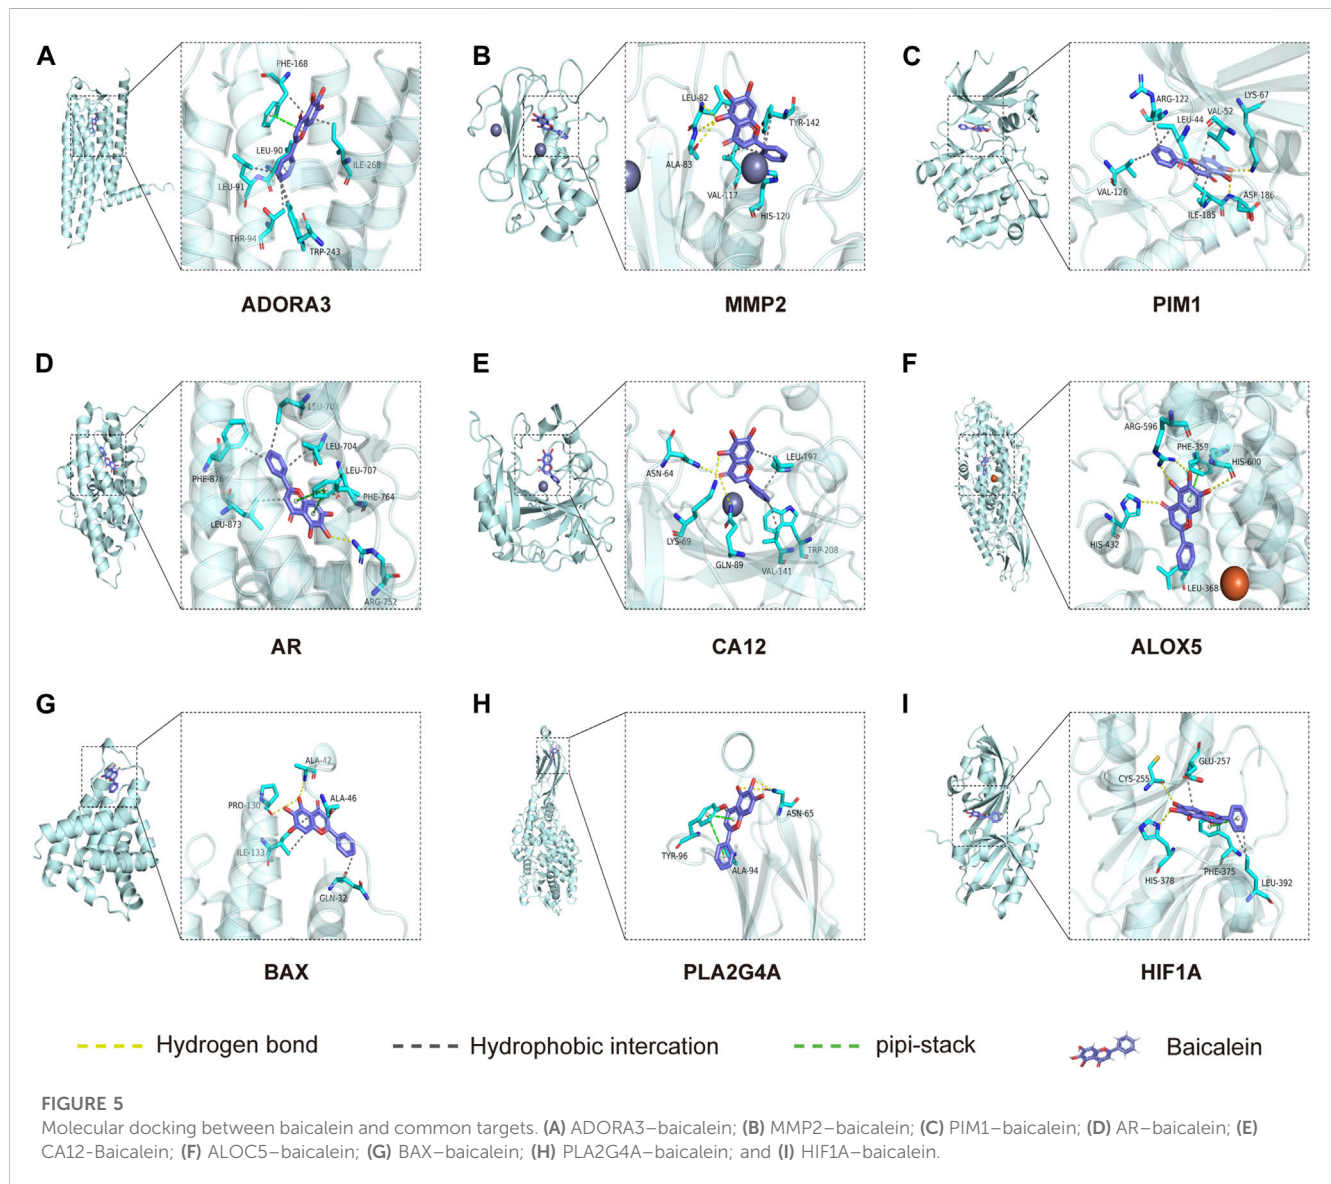 A
PHE-168
LEU-90
ILE-268
LEU-91
THR-94
TRP-243
ADORA3
B
LEU-82
TYR-142
ALA-83
VAL-117
HIS-120
MMP2
C
ARG-122
LYS-67
VAL-52
LEU-44
VAL-126
ASP-186
ILE-185
PIM1
D
LEU-704
LEU-707
PHE-876
PHE-764
LEU-873
ARG-752
AR
E
LEU-197
ASN-64
LYS-69
GLN-89
TRP-208
VAL-141
CA12
F
ARG-596
PHE-359
HIS-600
HIS-432
LEU-368
ALOX5
G
ALA-42
PRO-130
ALA-46
ILE-133
GLN-32
BAX
H
ASN-65
TYR-96
ALA-94
PLA2G4A
I
GLU-257
CYS-255
HIS-378
PHE-375
LEU-392
HIF1A
Hydrogen bond
Hydrophobic intercation
pipi-stack
Baicalein
FIGURE 5
Molecular docking between baicalein and common targets. (A) ADORA3–baicalein; (B) MMP2–baicalein; (C) PIM1–baicalein; (D) AR–baicalein; (E)
CA12-Baicalein; (F) ALOC5–baicalein; (G) BAX–baicalein; (H) PLA2G4A–baicalein; and (I) HIF1A–baicalein.